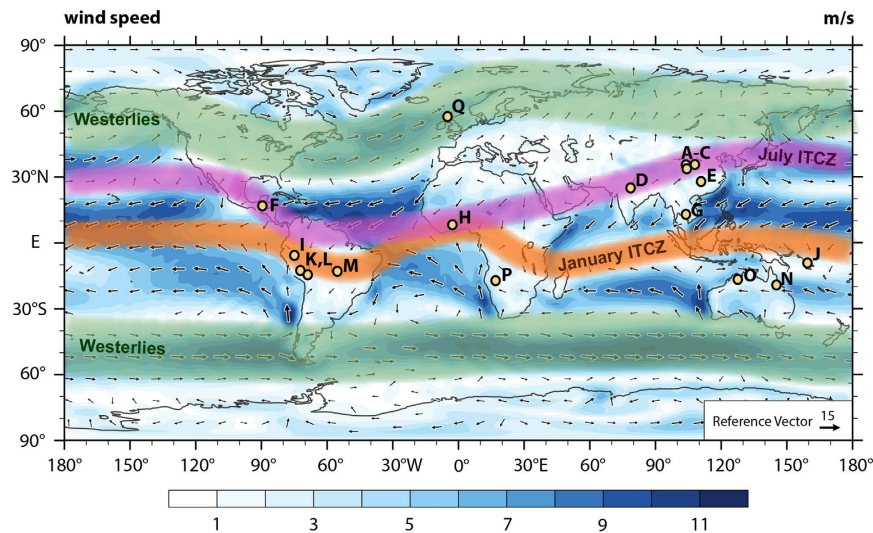 wind speed m/s
90°
60°
30°N
E
30°S
60°
90°
Westerlies
Westerlies
July ITCZ
January ITCZ
Q
A-C
D
E
F
H
G
I
K,L
M
J
P
O
N
Reference Vector 15
180° 150° 120° 90° 60° 30°W 0° 30°E 60° 90° 120° 150° 180°
1 3 5 7 9 11